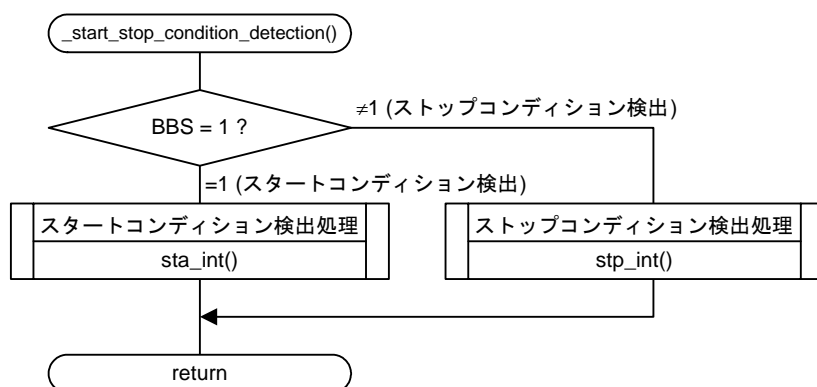 _start_stop_condition_detection()
≠1 (ストップコンディション検出)
BBS = 1 ?
=1 (スタートコンディション検出)
スタートコンディション検出処理
sta_int()
ストップコンディション検出処理
stp_int()
return